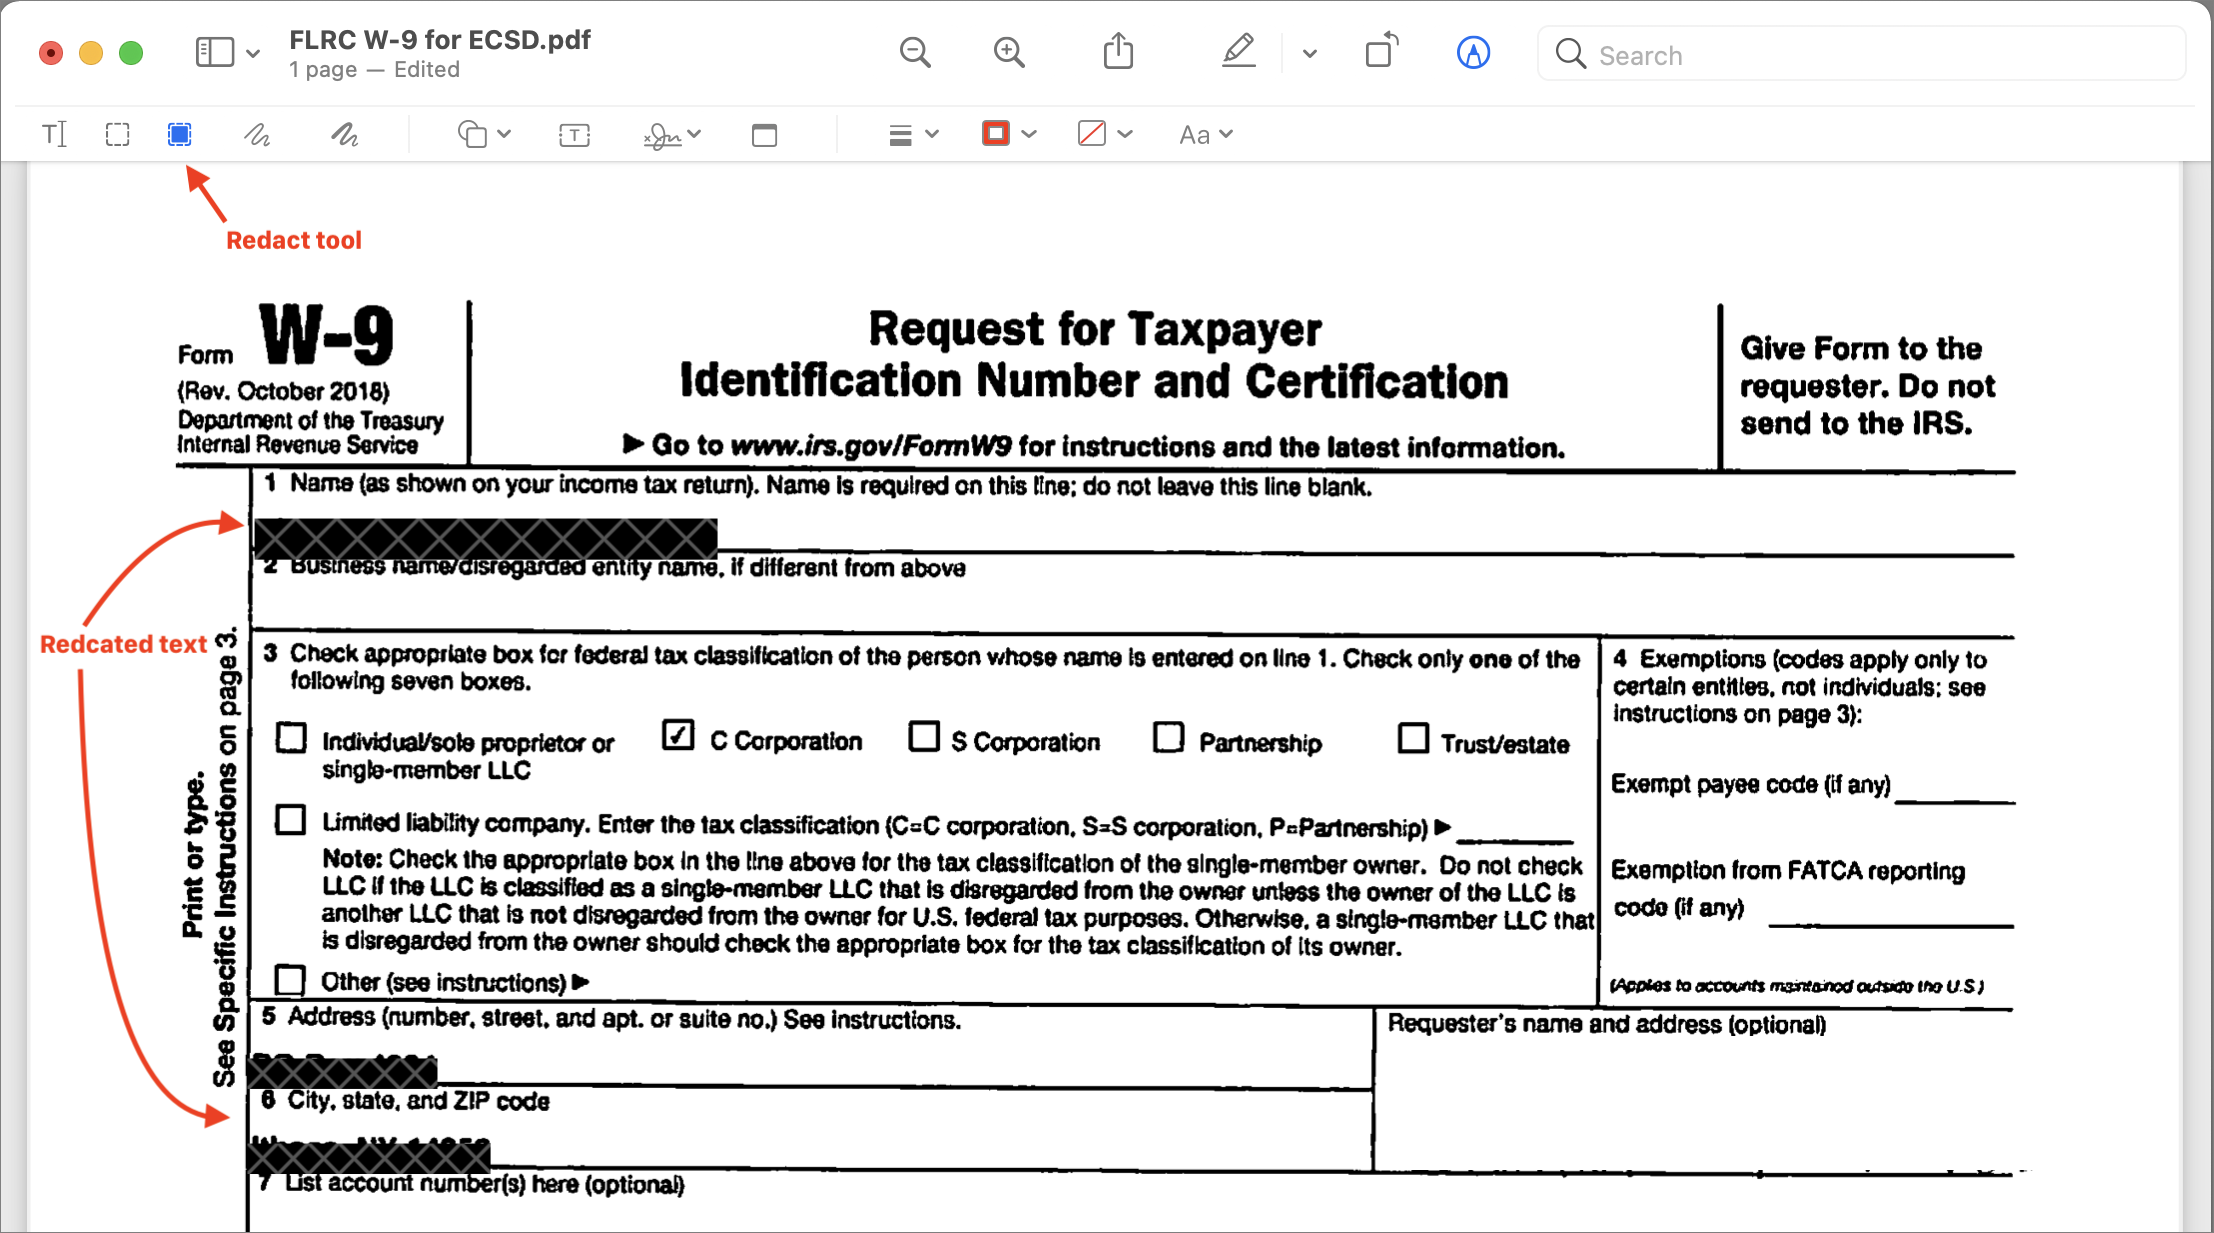 FLRC W-9 for ECSD.pdf
1 page — Edited
Search
Aa
Redact tool
Form W-9
(Rev. October 2018)
Department of the Treasury
Internal Revenue Service
Request for Taxpayer
Identification Number and Certification
▶ Go to www.irs.gov/FormW9 for instructions and the latest information.
Give Form to the
requester. Do not
send to the IRS.
1 Name (as shown on your income tax return). Name is required on this line; do not leave this line blank.
2 Business name/disregarded entity name, if different from above
Redcated text
Print or type.
See Specific Instructions on page 3.
3 Check appropriate box for federal tax classification of the person whose name is entered on line 1. Check only one of the
following seven boxes.
Individual/sole proprietor or
single-member LLC
✓ C Corporation
S Corporation
Partnership
Trust/estate
Limited liability company. Enter the tax classification (C=C corporation, S=S corporation, P=Partnership) ▶
Note: Check the appropriate box in the line above for the tax classification of the single-member owner. Do not check
LLC if the LLC is classified as a single-member LLC that is disregarded from the owner unless the owner of the LLC is
another LLC that is not disregarded from the owner for U.S. federal tax purposes. Otherwise, a single-member LLC that
is disregarded from the owner should check the appropriate box for the tax classification of its owner.
Other (see instructions) ▶
4 Exemptions (codes apply only to
certain entities, not individuals; see
instructions on page 3):
Exempt payee code (if any)
Exemption from FATCA reporting
code (if any)
(Applies to accounts maintained outside the U.S.)
5 Address (number, street, and apt. or suite no.) See instructions.
Requester's name and address (optional)
6 City, state, and ZIP code
7 List account number(s) here (optional)